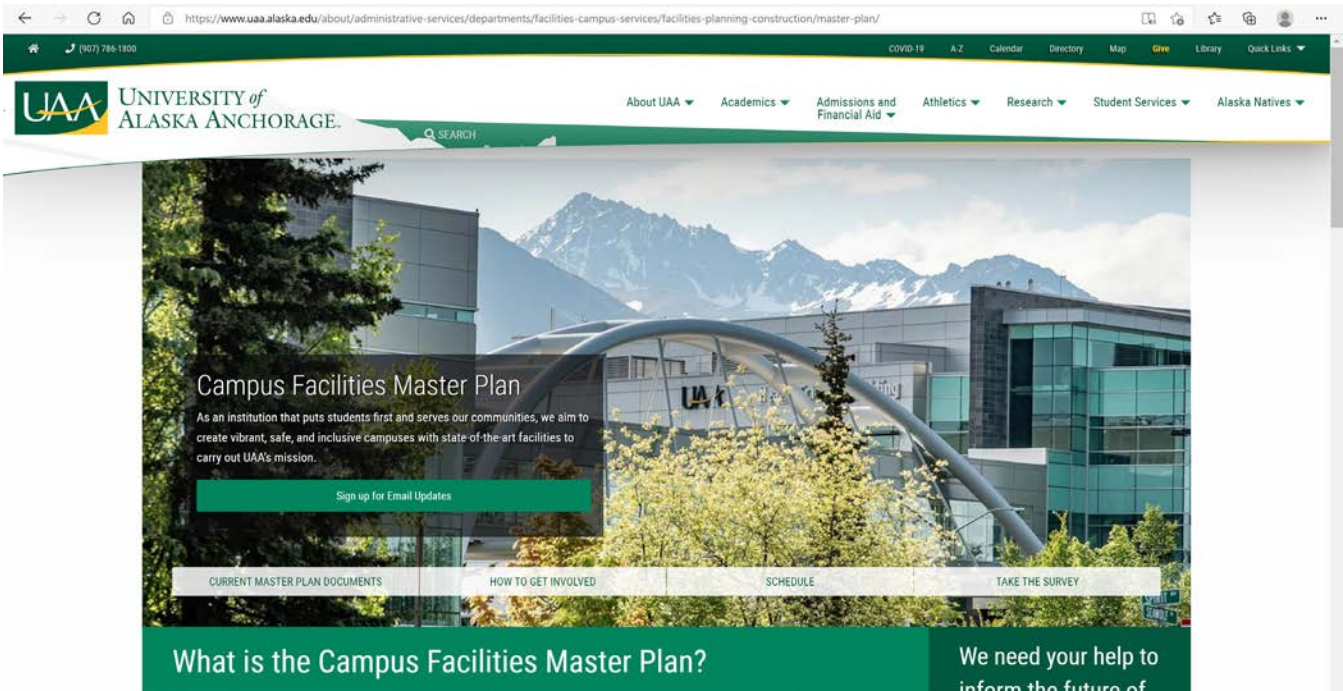 https://www.uaa.alaska.edu/about/administrative-services/departments/facilities-campus-services/facilities-planning-construction/master-plan/
(907) 786-1800
COVID-19 A-Z Calendar Directory Map Give Library Quick Links
UAA UNIVERSITY of
ALASKA ANCHORAGE.
About UAA Academics Admissions and
Financial Aid Athletics Research Student Services Alaska Natives
SEARCH
UAA
Campus Facilities Master Plan
As an institution that puts students first and serves our communities, we aim to
create vibrant, safe, and inclusive campuses with state-of-the-art facilities to
carry out UAA's mission.
Sign up for Email Updates
CURRENT MASTER PLAN DOCUMENTS HOW TO GET INVOLVED SCHEDULE TAKE THE SURVEY
What is the Campus Facilities Master Plan?
We need your help to
inform the future of